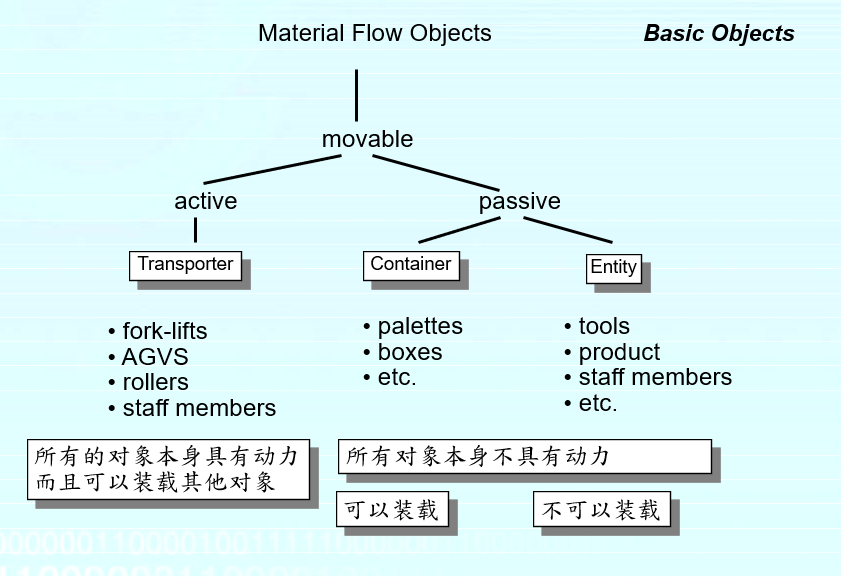 Material Flow Objects
Basic Objects
movable
active
passive
Transporter
Container
Entity
• fork-lifts
• AGVS
• rollers
• staff members
• palettes
• boxes
• etc.
• tools
• product
• staff members
• etc.
所有的对象本身具有动力
而且可以装载其他对象
所有对象本身不具有动力
可以装载
不可以装载